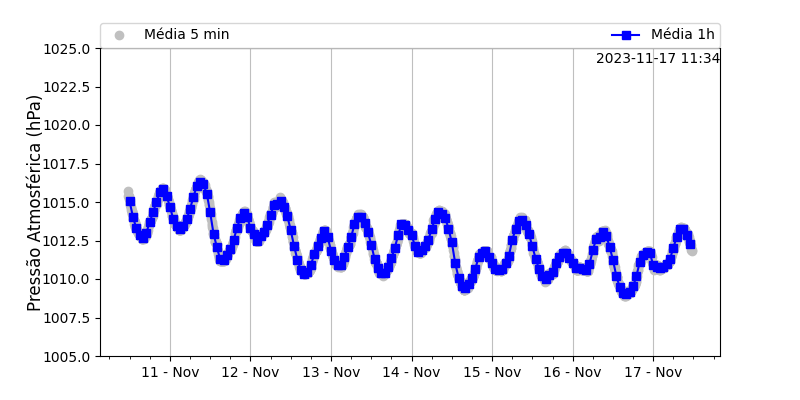 Média 5 min
Média 1h
2023-11-17 11:34
Pressão Atmosférica (hPa)
1025.0
1022.5
1020.0
1017.5
1015.0
1012.5
1010.0
1007.5
1005.0
11 - Nov
12 - Nov
13 - Nov
14 - Nov
15 - Nov
16 - Nov
17 - Nov